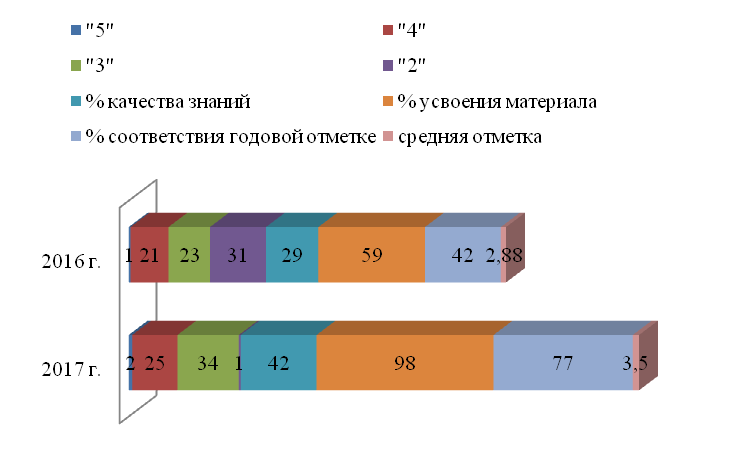 "5" "4"
"3" "2"
% качества знаний % усвоения материала
% соответствия годовой отметке средняя отметка
2016 г. 1 21 23 31 29 59 42 2,88
2017 г. 2 25 34 1 42 98 77 3,5